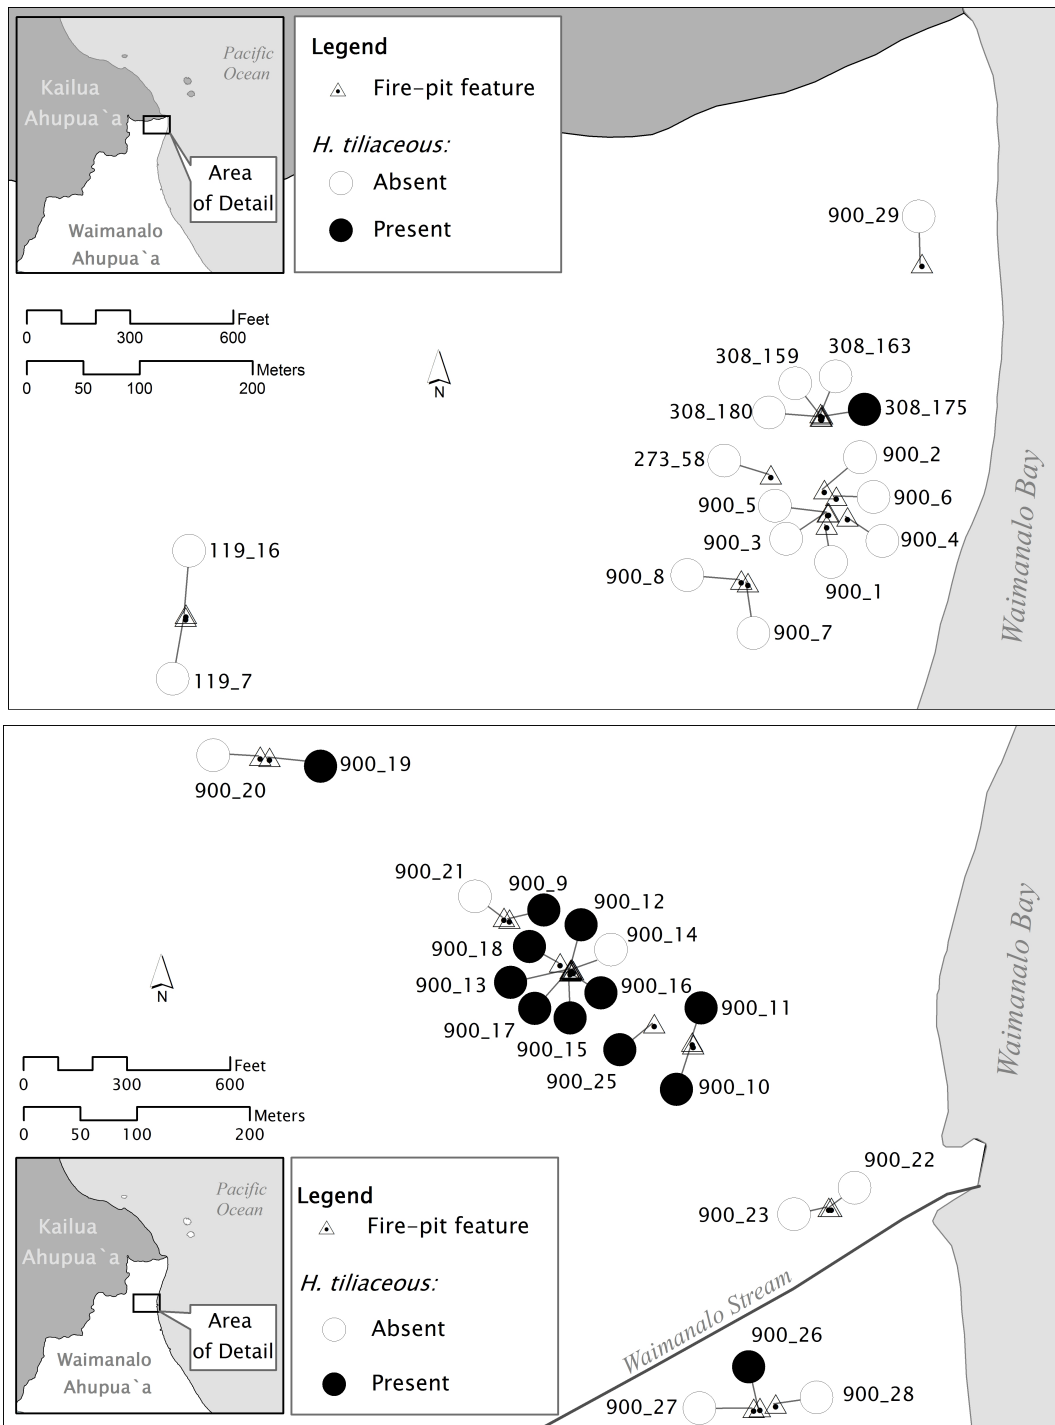 Pacific
Ocean
Kailua
Ahupua`a
Area
of Detail
Waimanalo
Ahupua`a
Legend
Fire-pit feature
H. tiliaceous:
Absent
Present
Feet
0 300 600
Meters
0 50 100 200
N
900_29
308_159
308_163
308_180
308_175
273_58
900_2
900_5
900_6
900_3
900_4
900_8
900_1
900_7
119_16
119_7
Waimanalo Bay
900_20
900_19
900_21
900_9
900_12
900_14
900_18
900_13
900_16
900_17
900_15
900_11
900_25
900_10
N
Feet
0 300 600
Meters
0 50 100 200
Waimanalo Bay
900_22
900_23
Waimanalo Stream
900_26
900_27
900_28
Pacific
Ocean
Kailua
Ahupua`a
Area
of Detail
Waimanalo
Ahupua`a
Legend
Fire-pit feature
H. tiliaceous:
Absent
Present